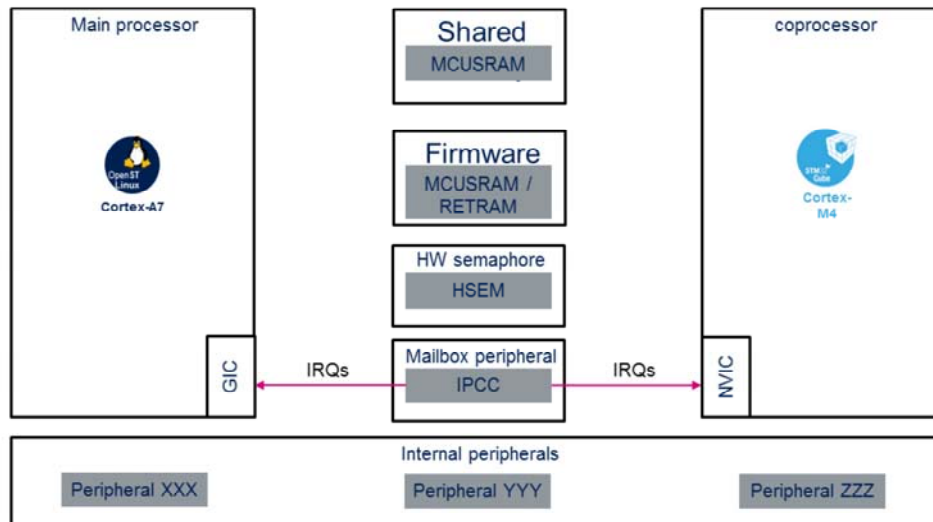 Main processor
Shared
MCUSRAM
coprocessor
Firmware
MCUSRAM /
RETRAM
OpenST
Linux
Cortex-A7
STM32
Cube
Cortex-
M4
HW semaphore
HSEM
Mailbox peripheral
GIC
IRQs
IPCC
IRQs
NVIC
Internal peripherals
Peripheral XXX
Peripheral YYY
Peripheral ZZZ